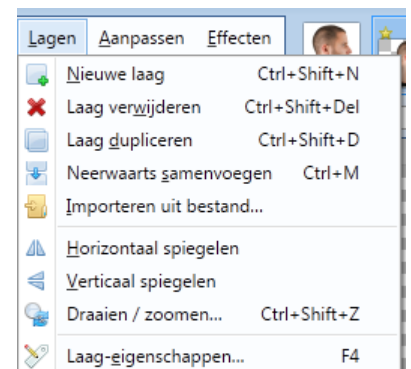 Lagen Aanpassen Effecten
Nieuwe laag Ctrl+Shift+N
Laag verwijderen Ctrl+Shift+Del
Laag dupliceren Ctrl+Shift+D
Neerwaarts samenvoegen Ctrl+M
Importeren uit bestand...
Horizontaal spiegelen
Verticaal spiegelen
Draaien / zoomen... Ctrl+Shift+Z
Laag-eigenschappen... F4